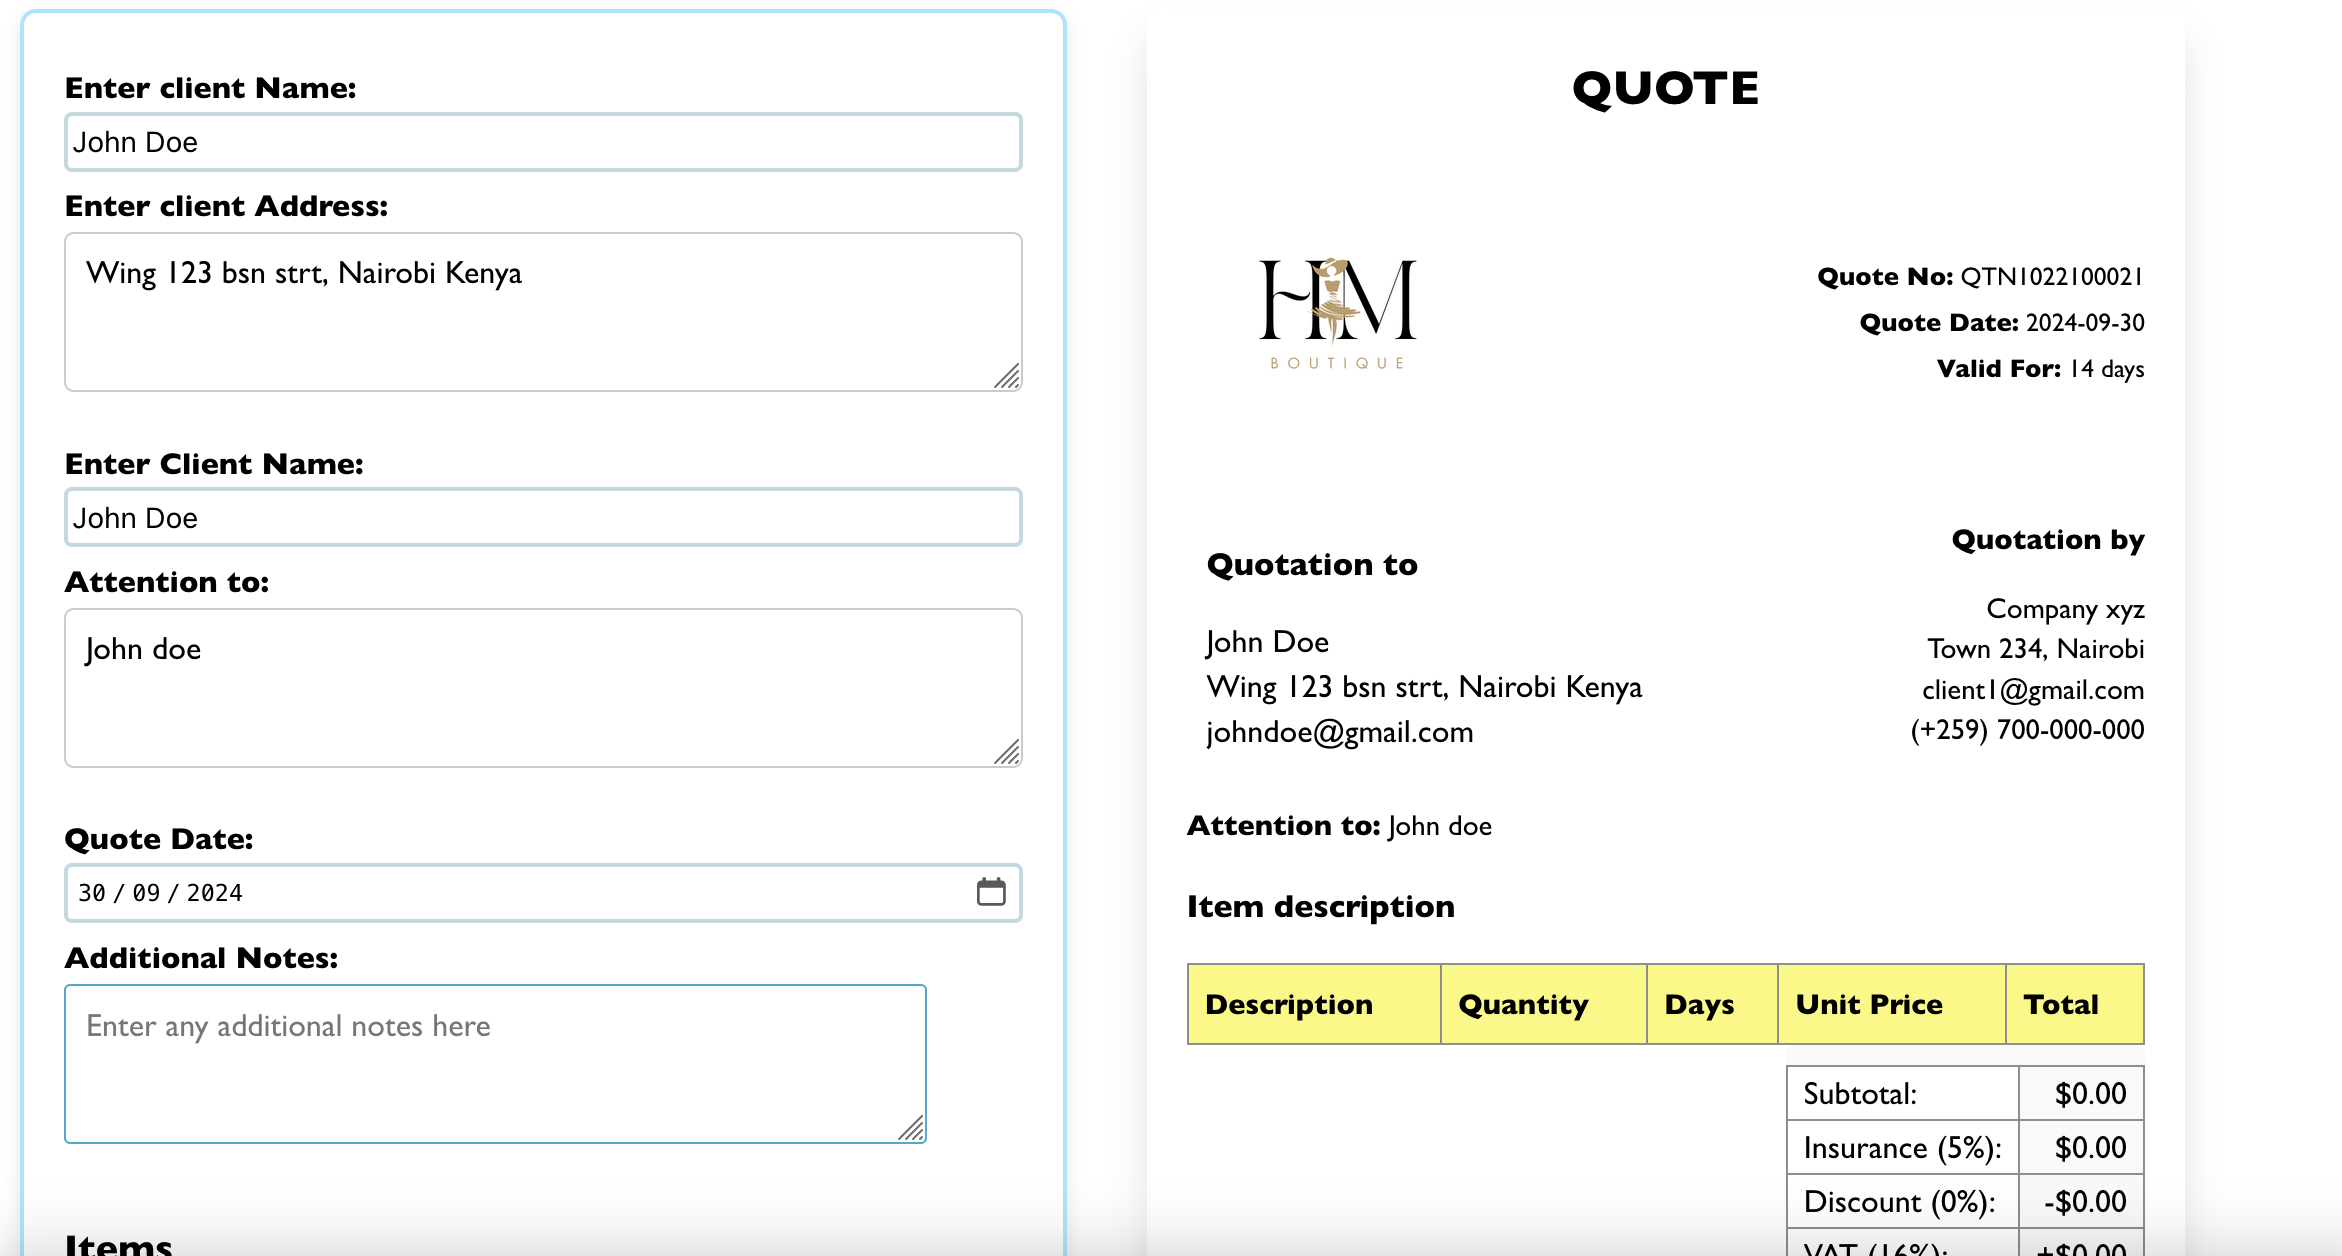 Enter client Name:
John Doe
Enter client Address:
Wing 123 bsn strt, Nairobi Kenya
Enter Client Name:
John Doe
Attention to:
John doe
Quote Date:
30 / 09 / 2024
Additional Notes:
Enter any additional notes here
Items
QUOTE
HM
BOUTIQUE
Quote No: QTN1022100021
Quote Date: 2024-09-30
Valid For: 14 days
Quotation to
John Doe
Wing 123 bsn strt, Nairobi Kenya
johndoe@gmail.com
Quotation by
Company xyz
Town 234, Nairobi
client1@gmail.com
(+259) 700-000-000
Attention to: John doe
Item description
Description Quantity Days Unit Price Total
Subtotal: $0.00
Insurance (5%): $0.00
Discount (0%): -$0.00
VAT (16%): +$0.00